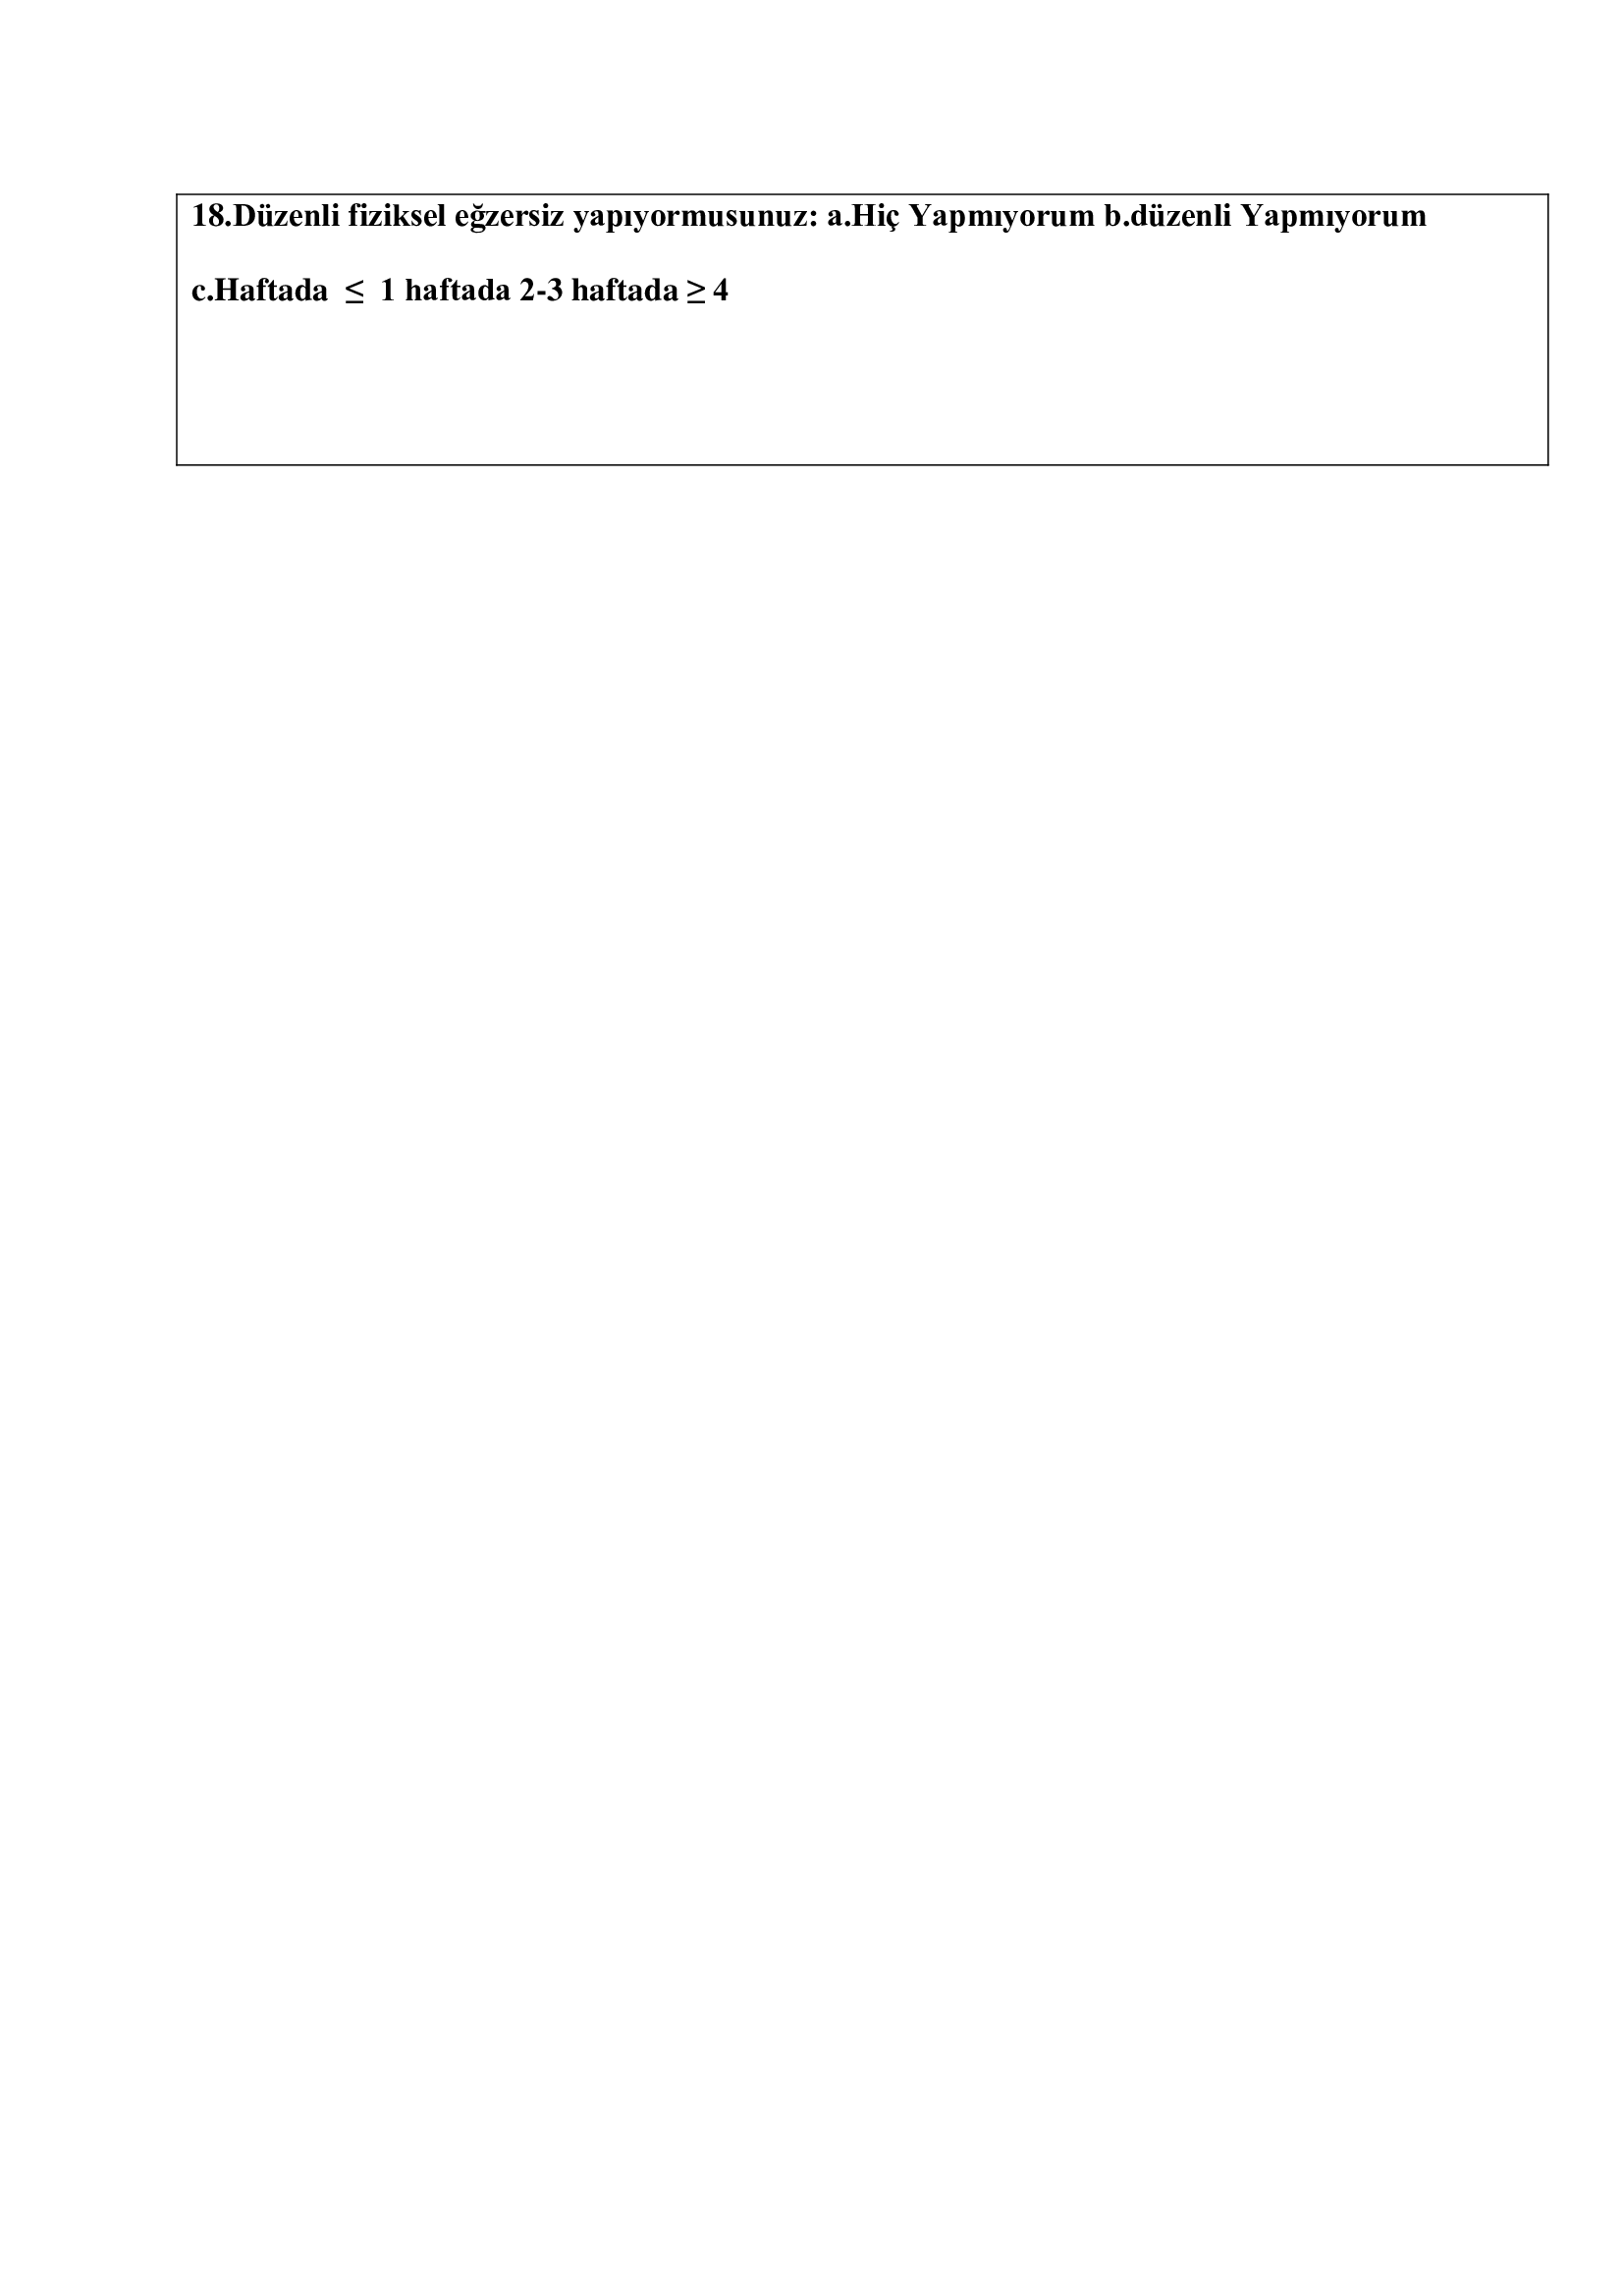 18.Düzenli fiziksel eğzersiz yapıyormusunuz: a.Hiç Yapmıyorum b.düzenli Yapmıyorum
c.Haftada ≤ 1 haftada 2-3 haftada ≥ 4